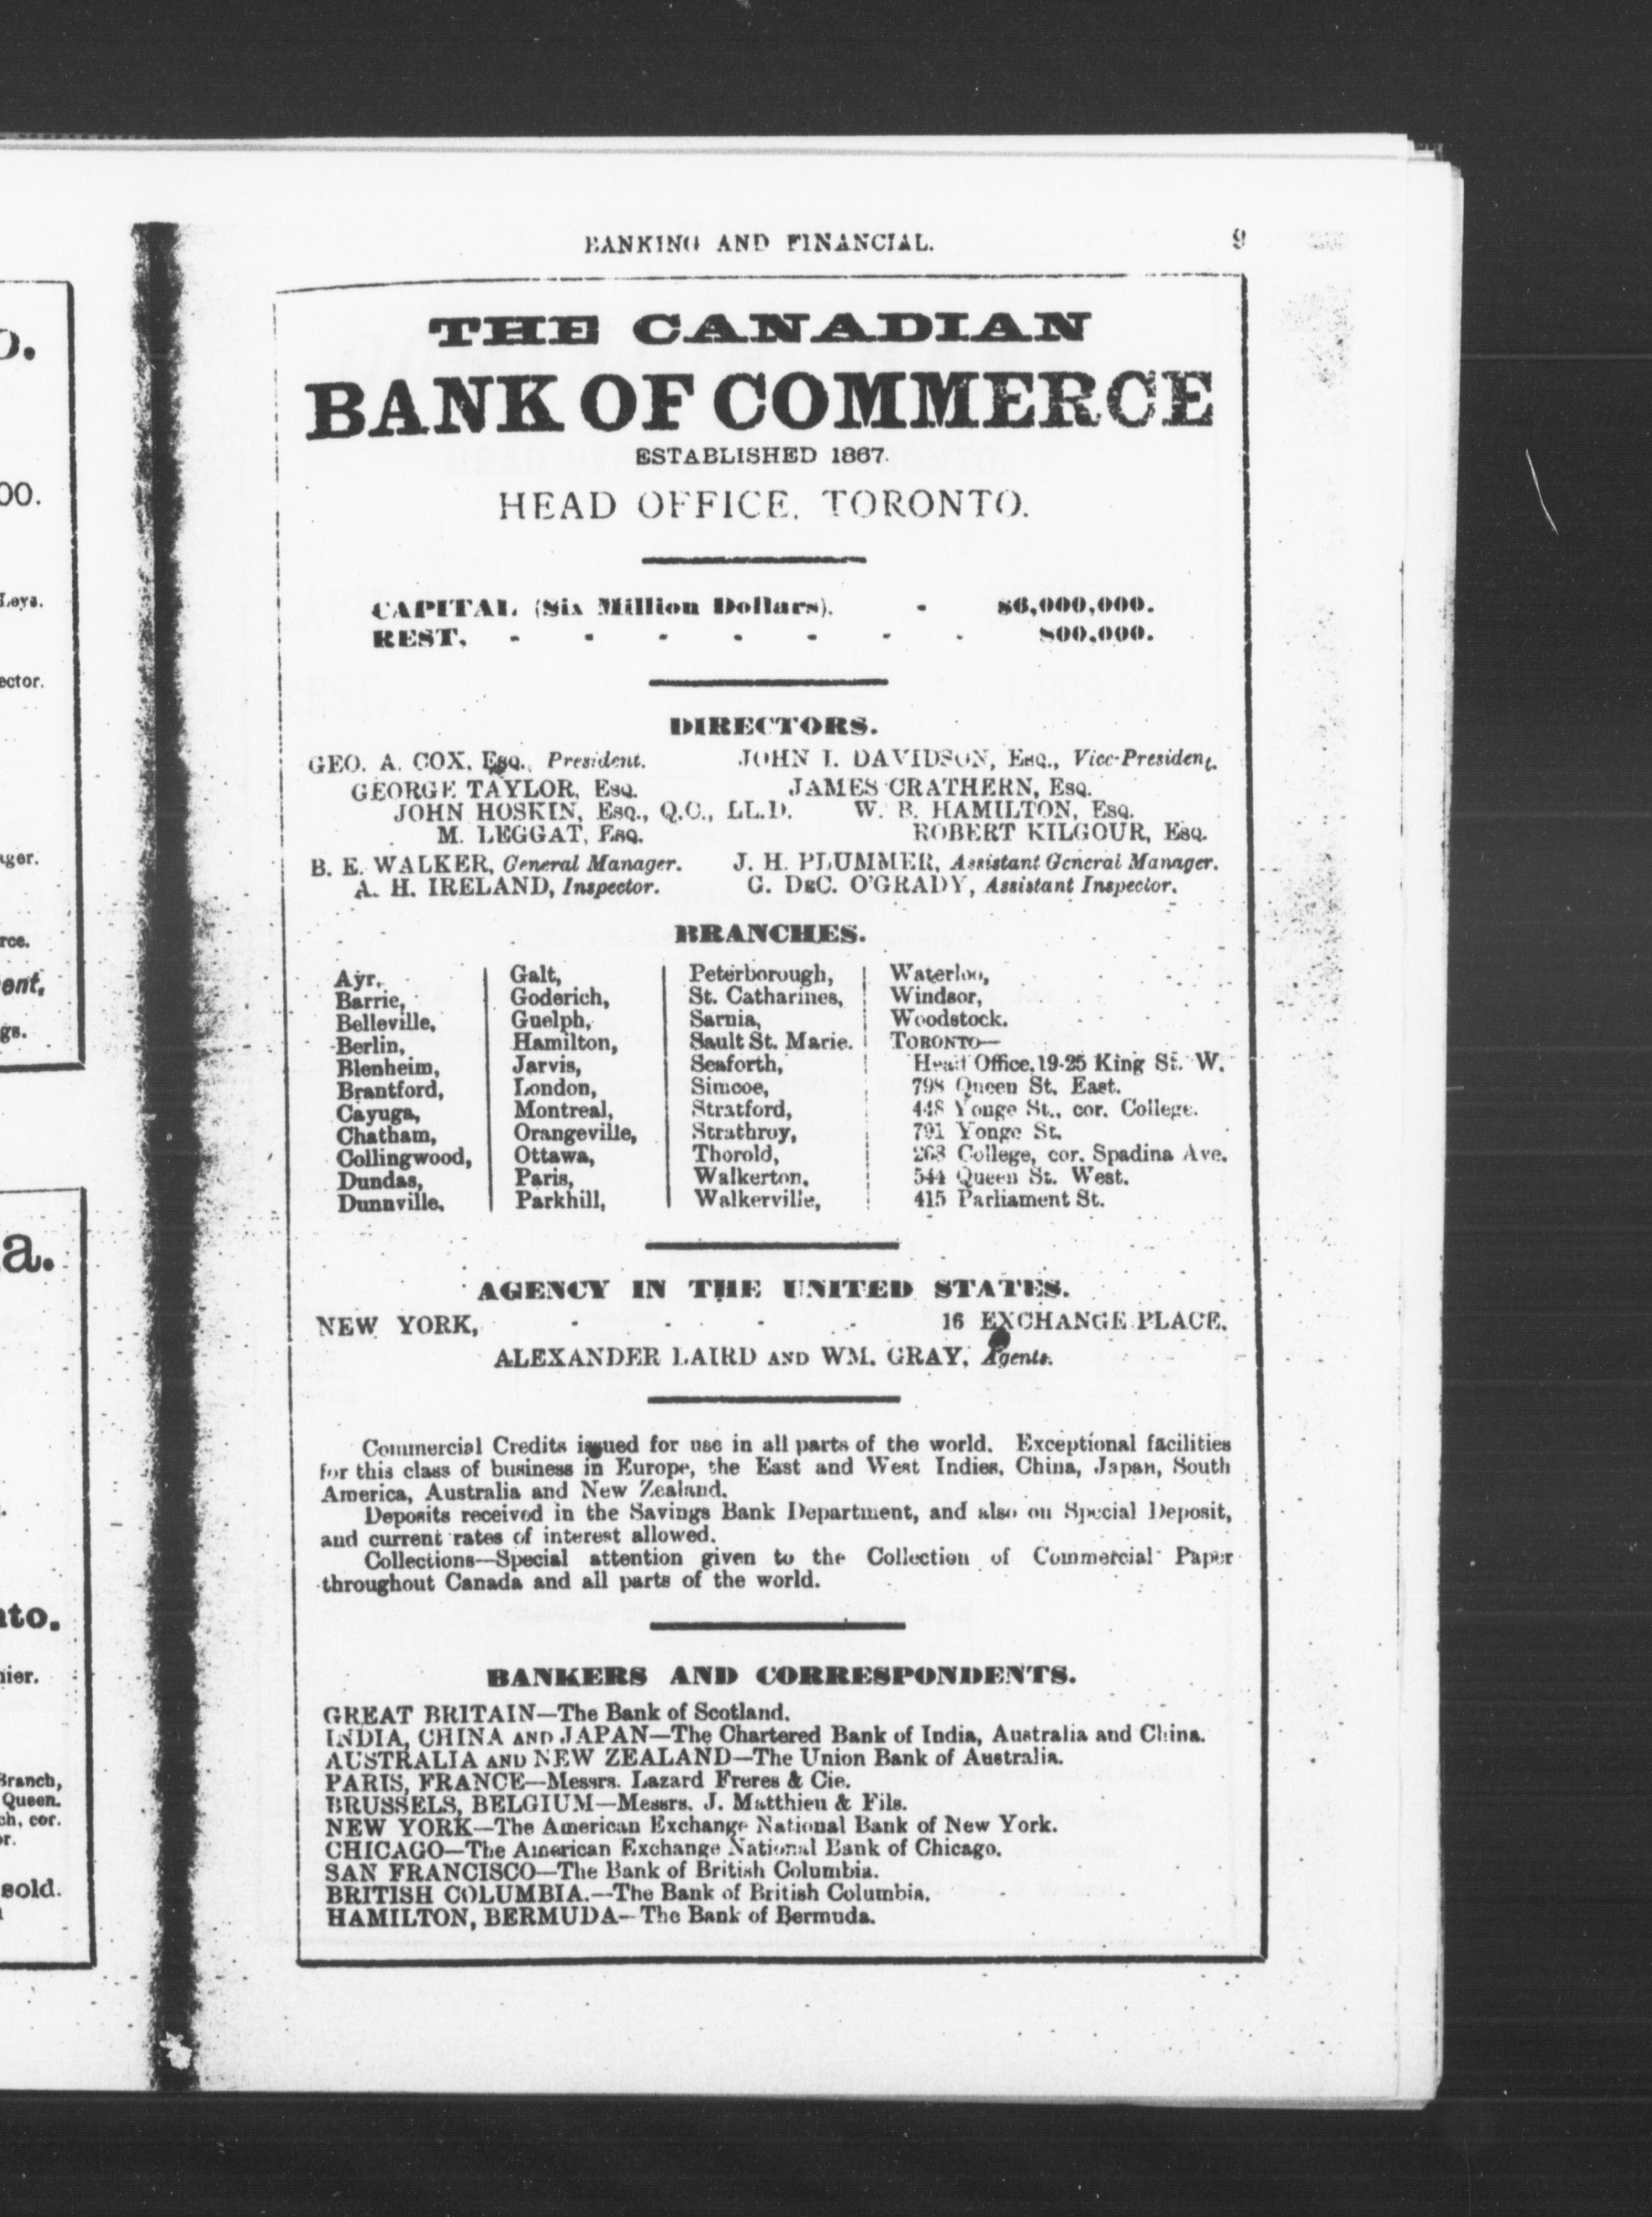 BANKING AND FINANCIAL. 9
THE CANADIAN
BANK OF COMMERCE
ESTABLISHED 1867.
HEAD OFFICE, TORONTO.
CAPITAL (Six Million Dollars), - $6,000,000.
REST, - - - - - - - 800,000.
DIRECTORS.
GEO. A. COX, Esq., President. JOHN I. DAVIDSON, Esq., Vice-President.
GEORGE TAYLOR, Esq. JAMES CRATHERN, Esq.
JOHN HOSKIN, Esq., Q.C., LL.D. W. B. HAMILTON, Esq.
M. LEGGAT, Esq. ROBERT KILGOUR, Esq.
B. E. WALKER, General Manager. J. H. PLUMMER, Assistant General Manager.
A. H. IRELAND, Inspector. G. DeC. O'GRADY, Assistant Inspector.
BRANCHES.
Ayr, Galt, Peterborough, Waterloo,
Barrie, Goderich, St. Catharines, Windsor,
Belleville, Guelph, Sarnia, Woodstock.
Berlin, Hamilton, Sault St. Marie. TORONTO—
Blenheim, Jarvis, Seaforth, Head Office, 19-25 King St. W.
Brantford, London, Simcoe, 798 Queen St. East.
Cayuga, Montreal, Stratford, 448 Yonge St., cor. College.
Chatham, Orangeville, Strathroy, 791 Yonge St.
Collingwood, Ottawa, Thorold, 268 College, cor. Spadina Ave.
Dundas, Paris, Walkerton, 544 Queen St. West.
Dunnville, Parkhill, Walkerville, 415 Parliament St.
AGENCY IN THE UNITED STATES.
NEW YORK, - - - - 16 EXCHANGE PLACE.
ALEXANDER LAIRD AND WM. GRAY, Agents.
Commercial Credits issued for use in all parts of the world. Exceptional facilities
for this class of business in Europe, the East and West Indies, China, Japan, South
America, Australia and New Zealand.
Deposits received in the Savings Bank Department, and also on Special Deposit,
and current rates of interest allowed.
Collections—Special attention given to the Collection of Commercial Paper
throughout Canada and all parts of the world.
BANKERS AND CORRESPONDENTS.
GREAT BRITAIN—The Bank of Scotland.
INDIA, CHINA AND JAPAN—The Chartered Bank of India, Australia and China.
AUSTRALIA AND NEW ZEALAND—The Union Bank of Australia.
PARIS, FRANCE—Messrs. Lazard Freres & Cie.
BRUSSELS, BELGIUM—Messrs. J. Matthieu & Fils.
NEW YORK—The American Exchange National Bank of New York.
CHICAGO—The American Exchange National Bank of Chicago.
SAN FRANCISCO—The Bank of British Columbia.
BRITISH COLUMBIA.—The Bank of British Columbia.
HAMILTON, BERMUDA—The Bank of Bermuda.